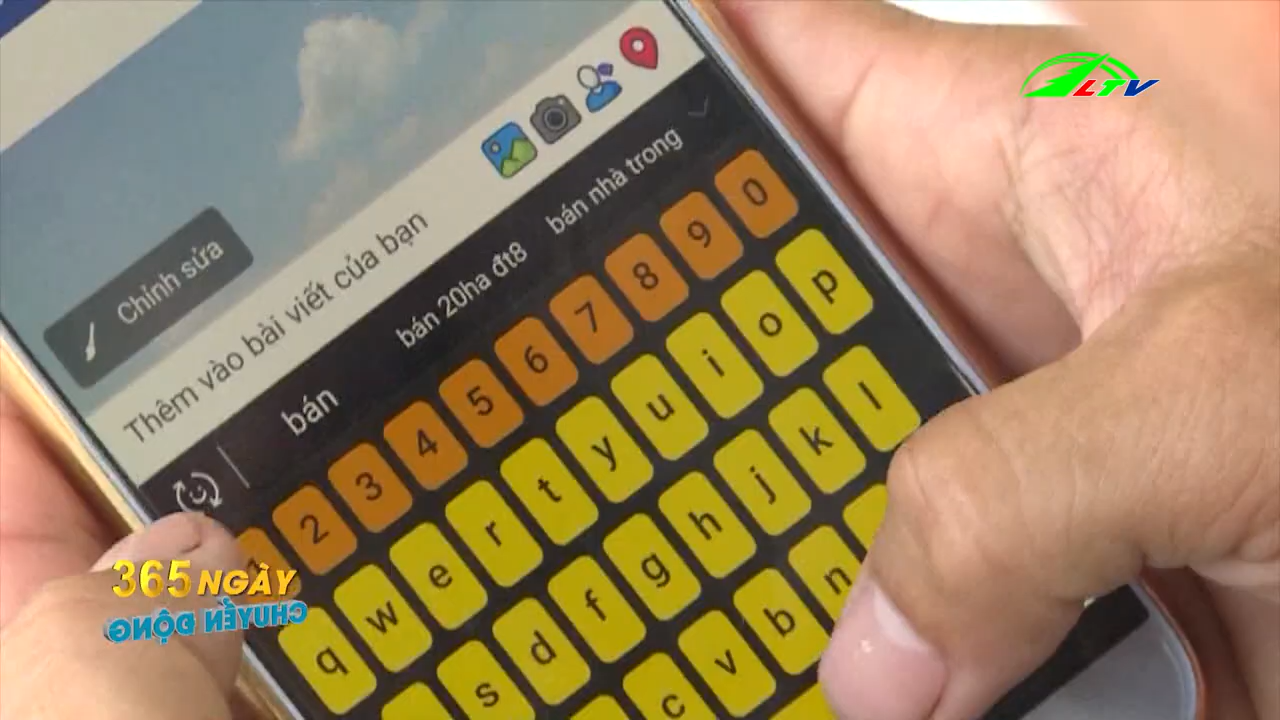 LTV
Chỉnh sửa
Thêm vào bài viết của bạn
bán
bán 20ha đt8
bán nhà trong
1 2 3 4 5 6 7 8 9 0
q w e r t y u i o p
s d f g h j k l
c v b n
365 NGÀY
CHUYỂN ĐỘNG